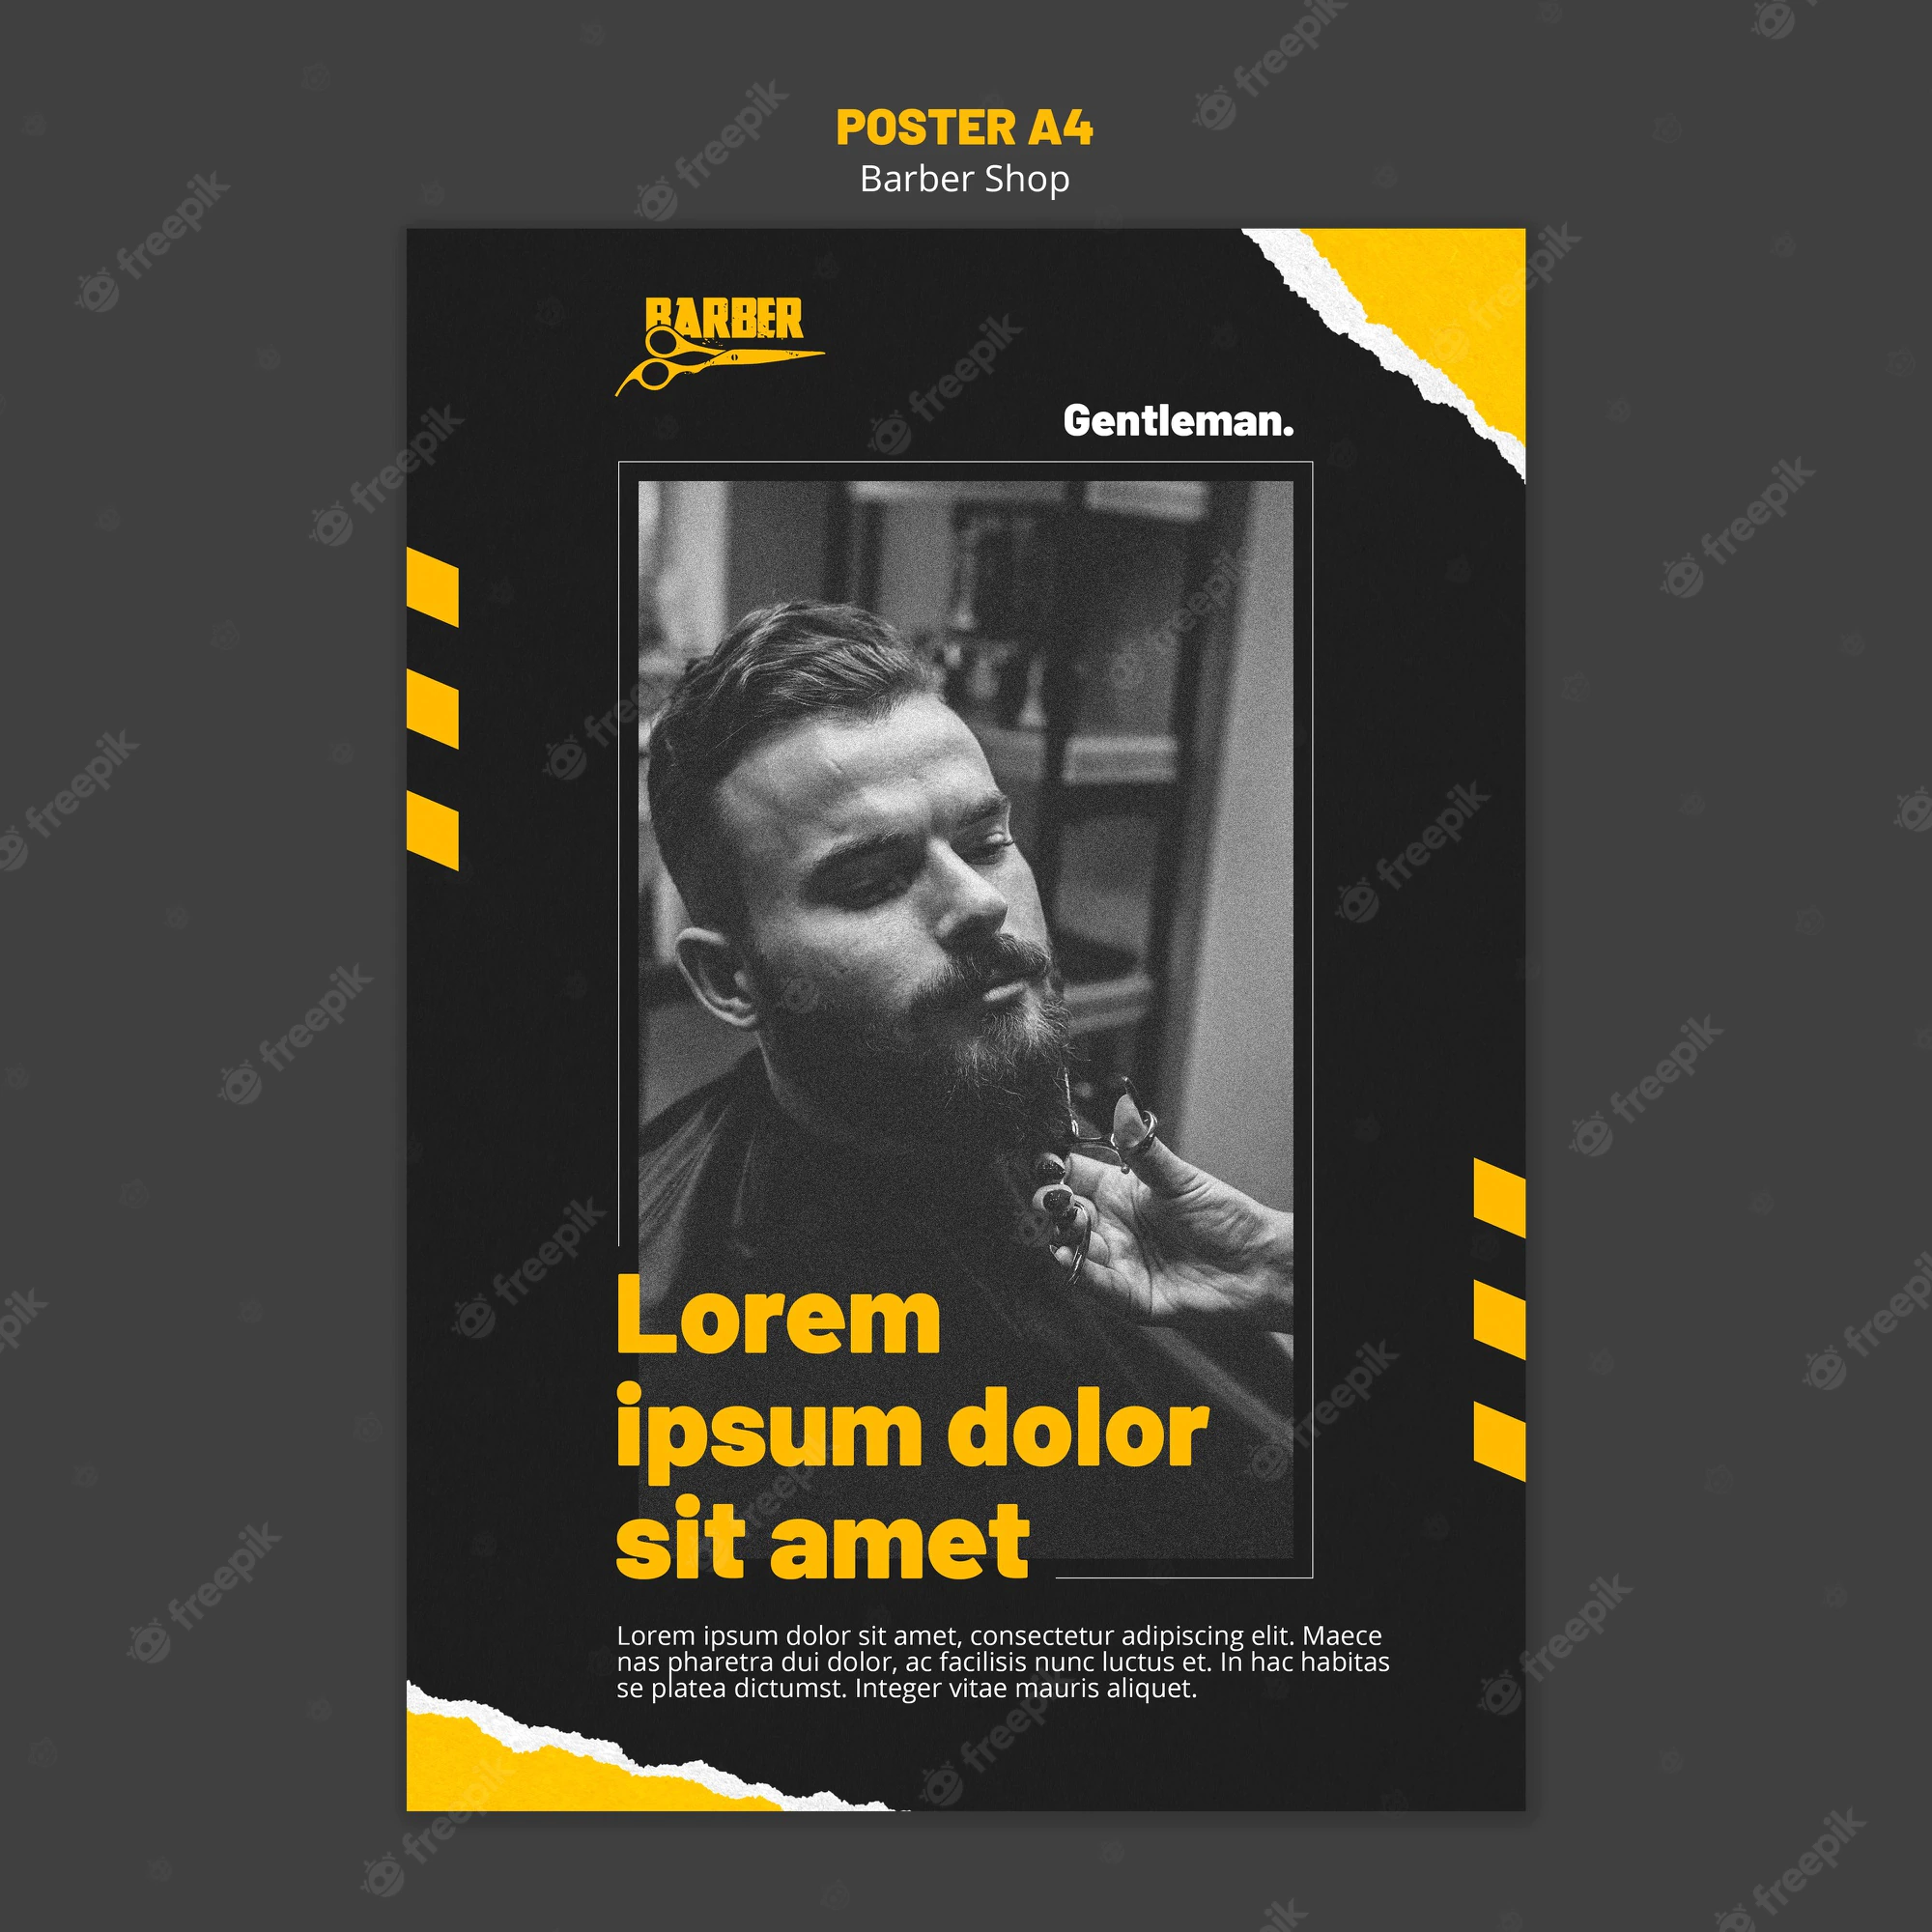 POSTER A4
Barber Shop
BARBER
Gentleman.
Lorem
ipsum dolor
sit amet
Lorem ipsum dolor sit amet, consectetur adipiscing elit. Maece
nas pharetra dui dolor, ac facilisis nunc luctus et. In hac habitas
se platea dictumst. Integer vitae mauris aliquet.
freepik